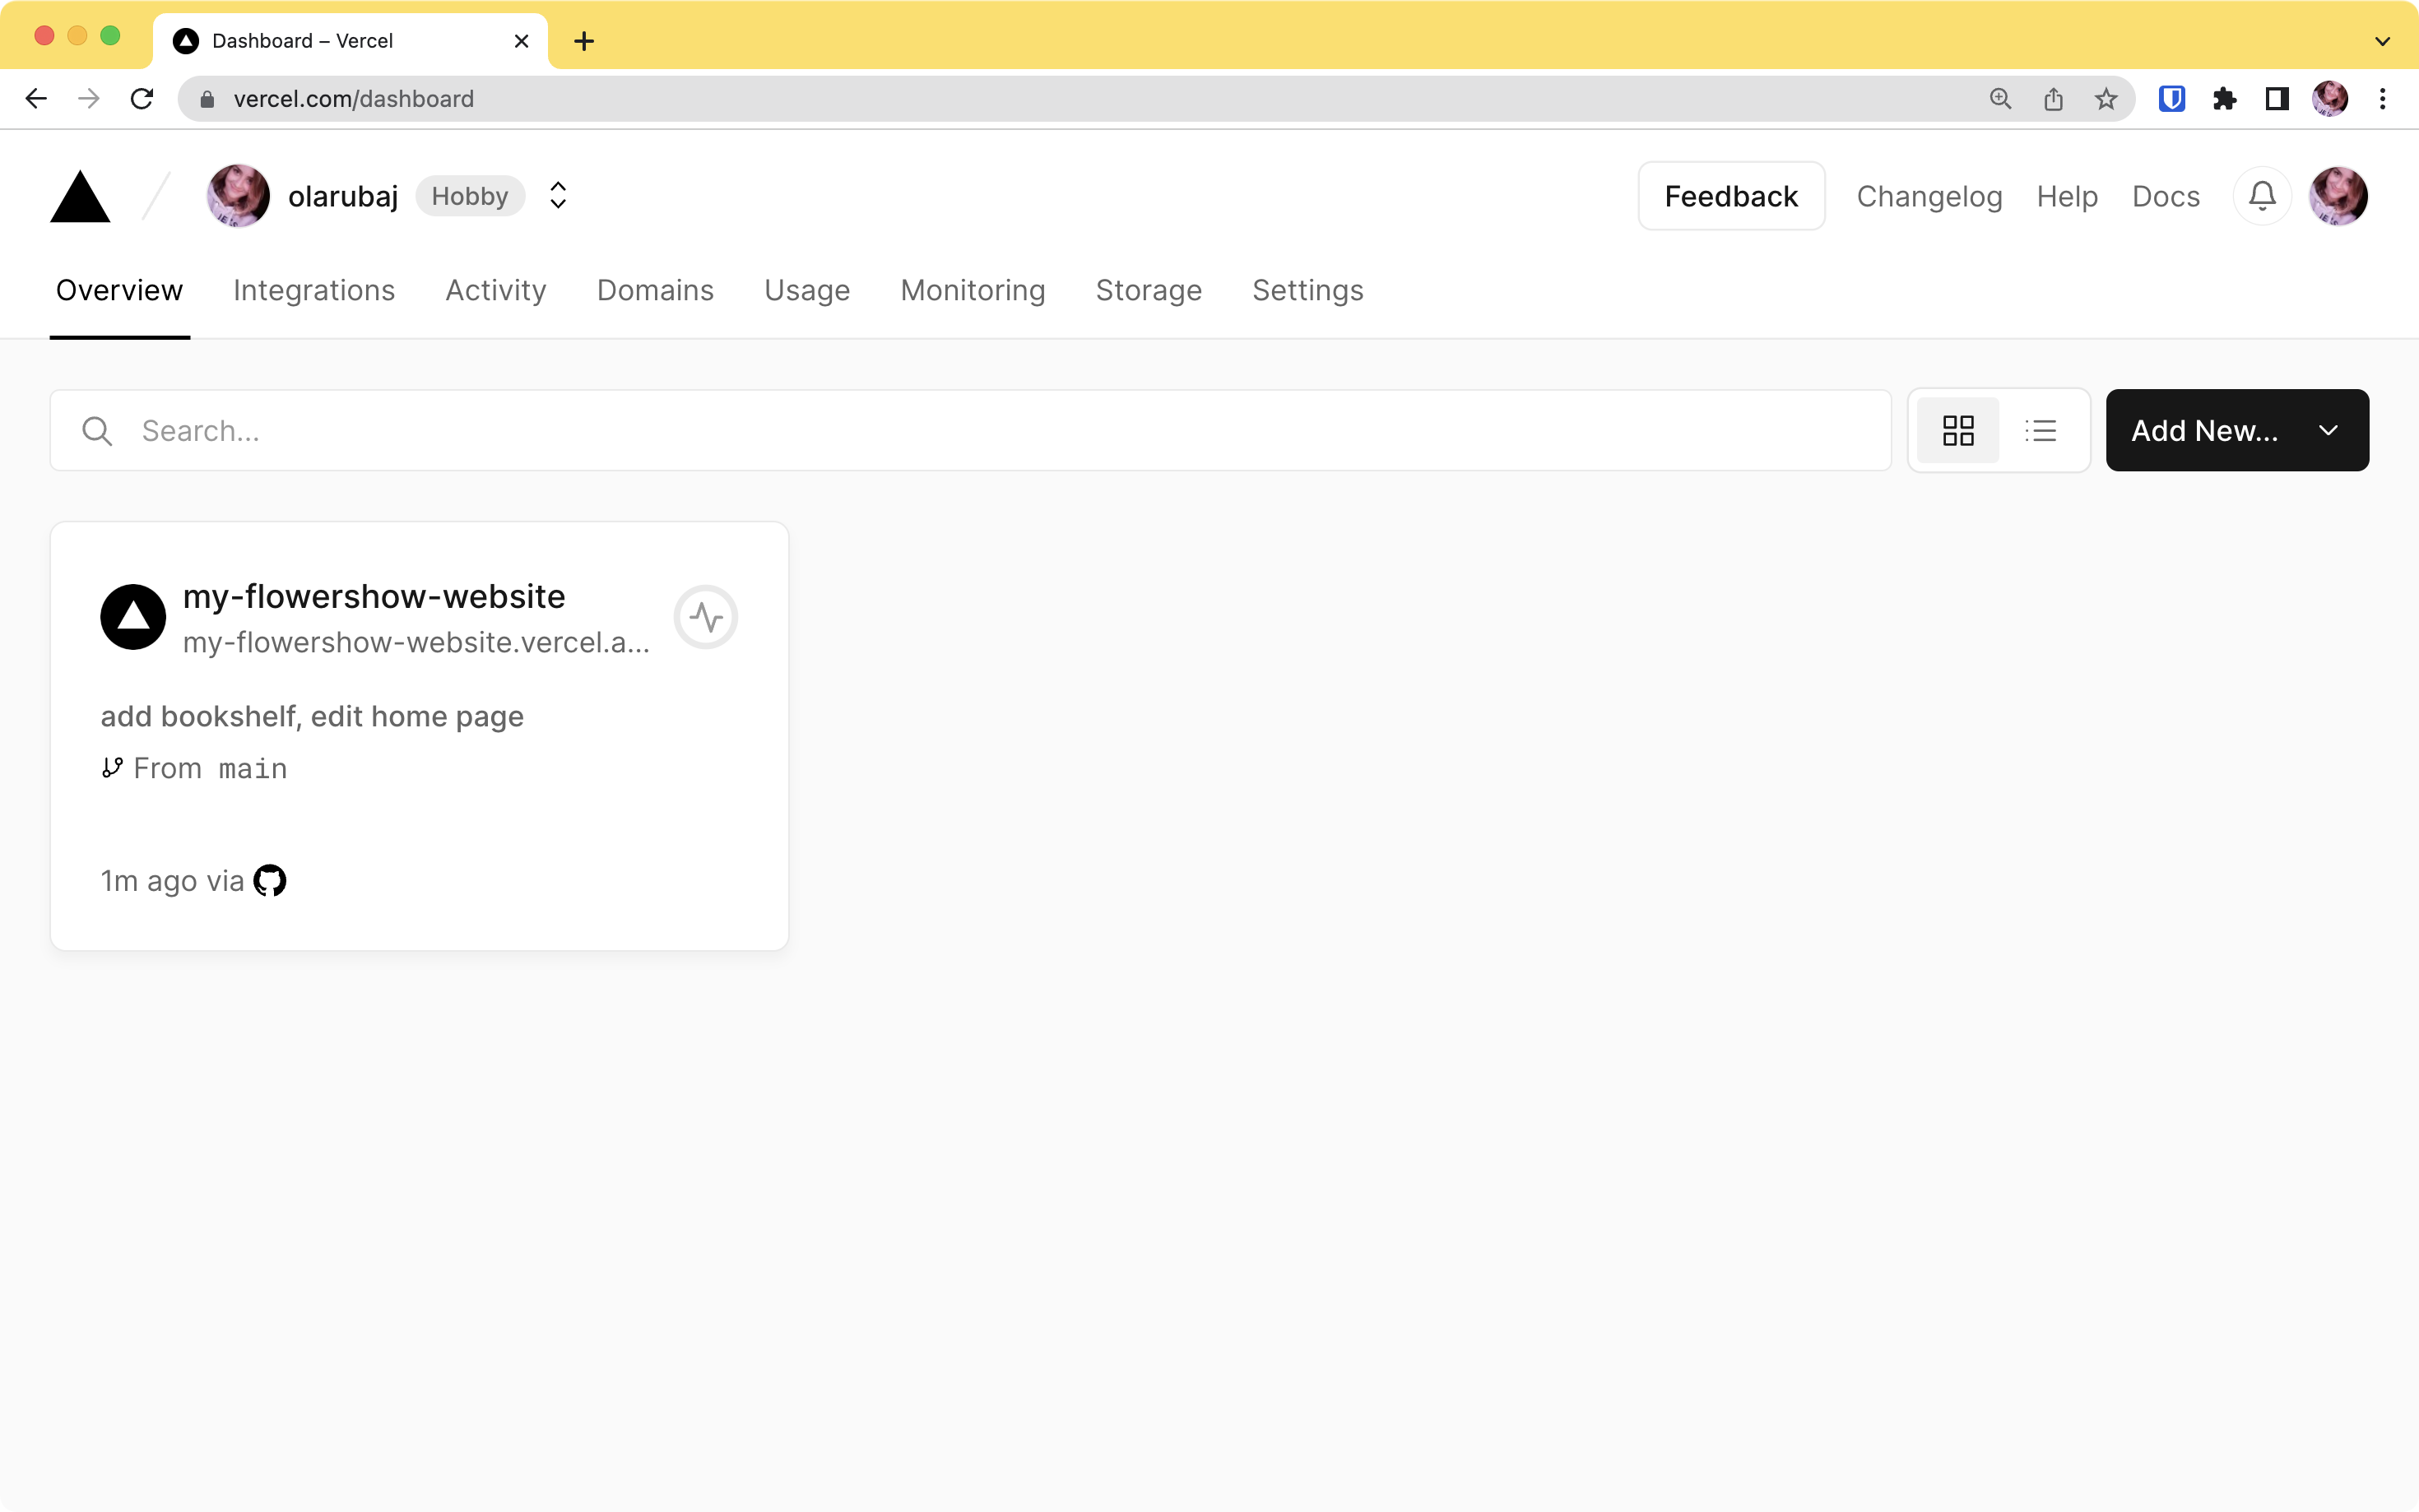 Dashboard – Vercel
vercel.com/dashboard
olarubaj Hobby
Feedback Changelog Help Docs
Overview Integrations Activity Domains Usage Monitoring Storage Settings
Search...
Add New...
my-flowershow-website
my-flowershow-website.vercel.a...
add bookshelf, edit home page
From main
1m ago via